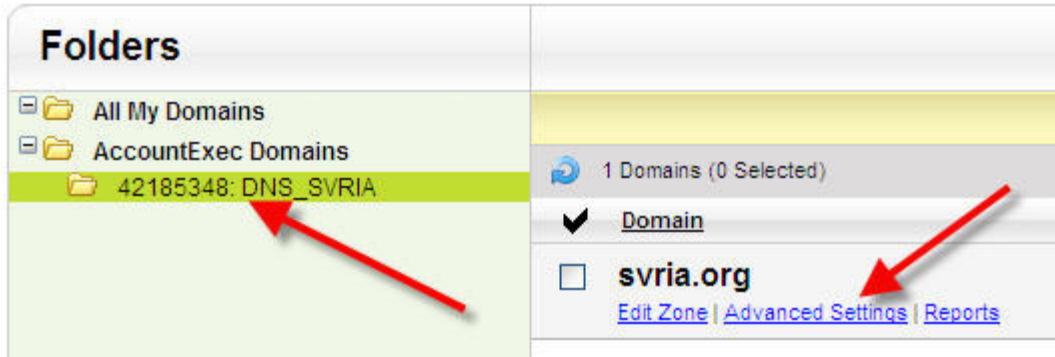 Folders
All My Domains
AccountExec Domains
42185348: DNS_SVRIA
1 Domains (0 Selected)
Domain
svria.org
Edit Zone | Advanced Settings | Reports